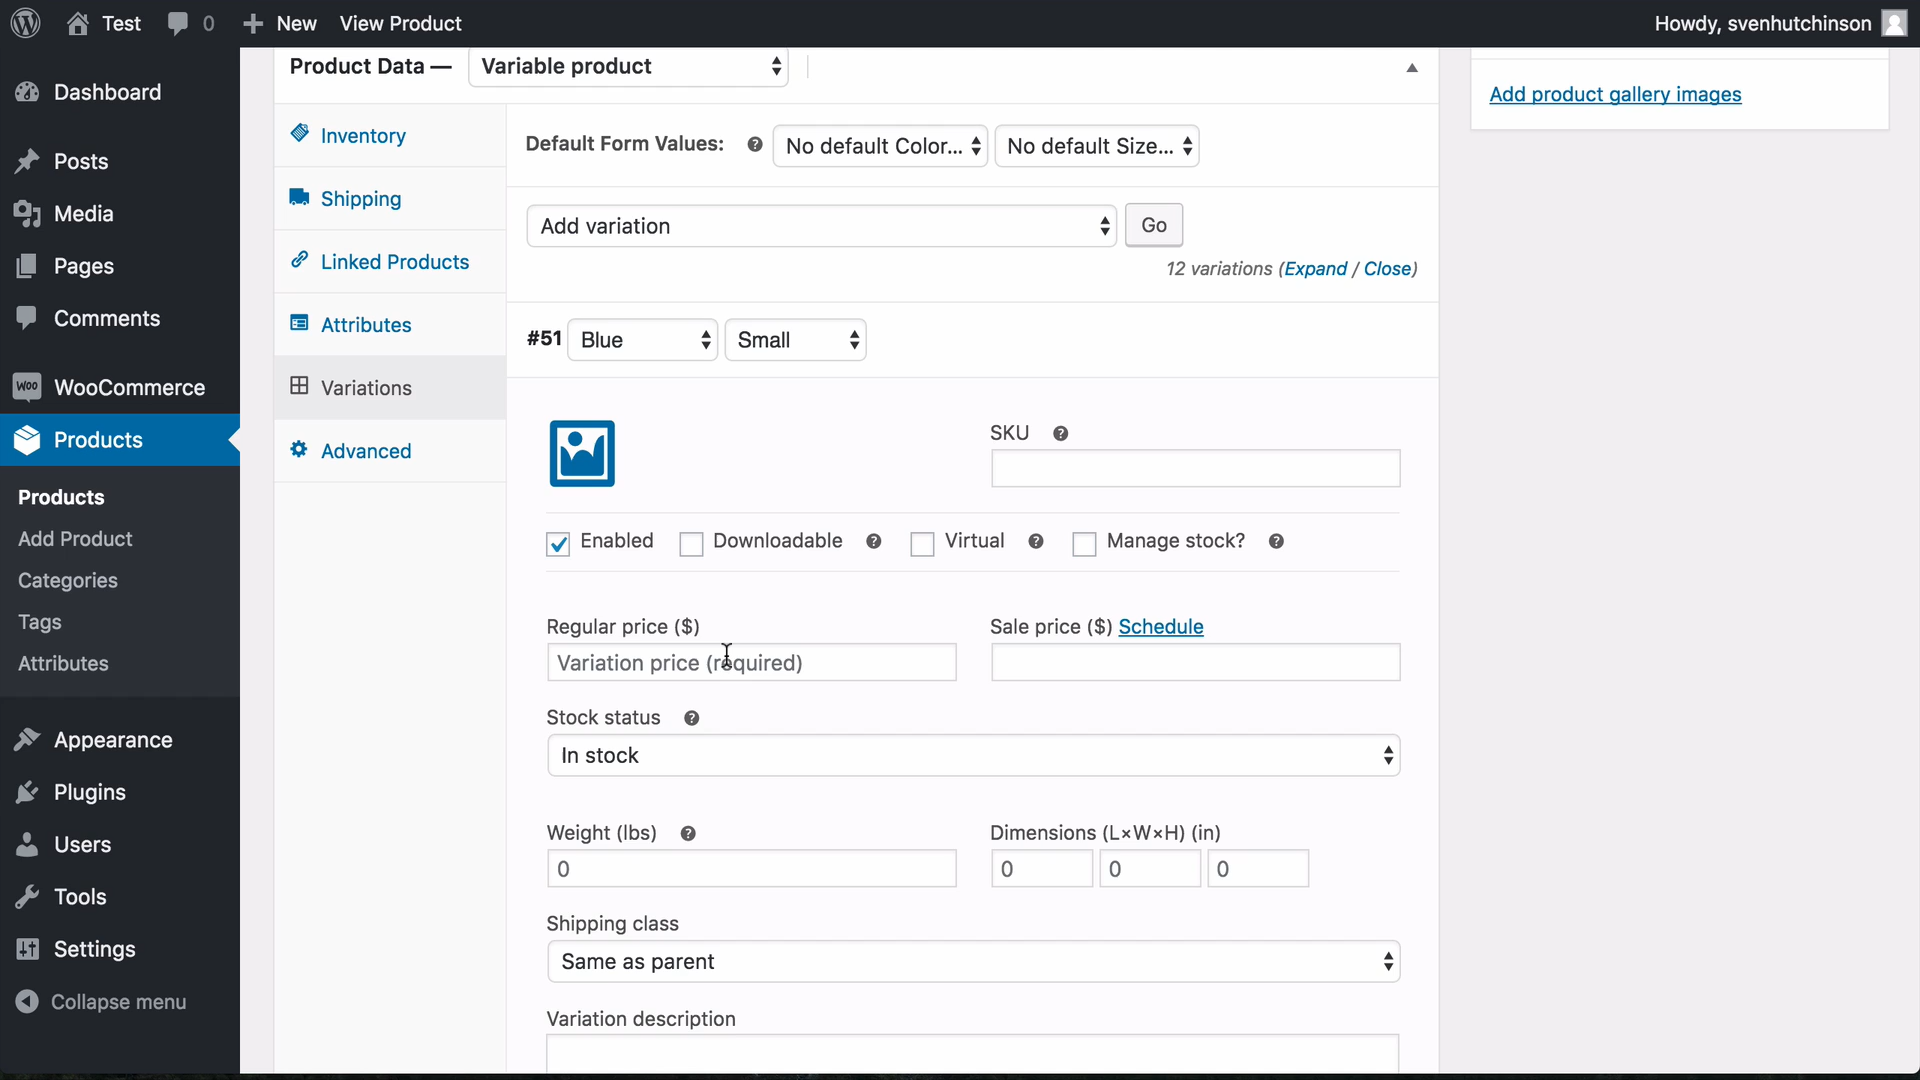 Test 0 New View Product Howdy, svenhutchinson
Dashboard
Posts
Media
Pages
Comments
WOO WooCommerce
Products
Products
Add Product
Categories
Tags
Attributes
Appearance
Plugins
Users
Tools
Settings
Collapse menu
Product Data — Variable product
Inventory
Shipping
Linked Products
Attributes
Variations
Advanced
Default Form Values: ? No default Color... No default Size...
Add variation Go
12 variations (Expand / Close)
#51 Blue Small
SKU ?
Enabled Downloadable ? Virtual ? Manage stock? ?
Regular price ($) Sale price ($) Schedule
Variation price (required)
Stock status ?
In stock
Weight (lbs) ? Dimensions (L×W×H) (in)
0 0 0 0
Shipping class
Same as parent
Variation description
Add product gallery images